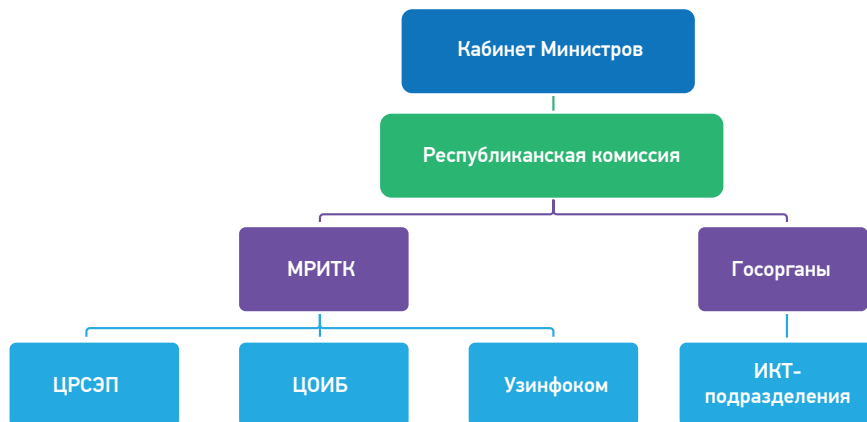 Кабинет Министров
Республиканская комиссия
МРИТК
Госорганы
ЦРСЭП
ЦОИБ
Узинфоком
ИКТ-
подразделения